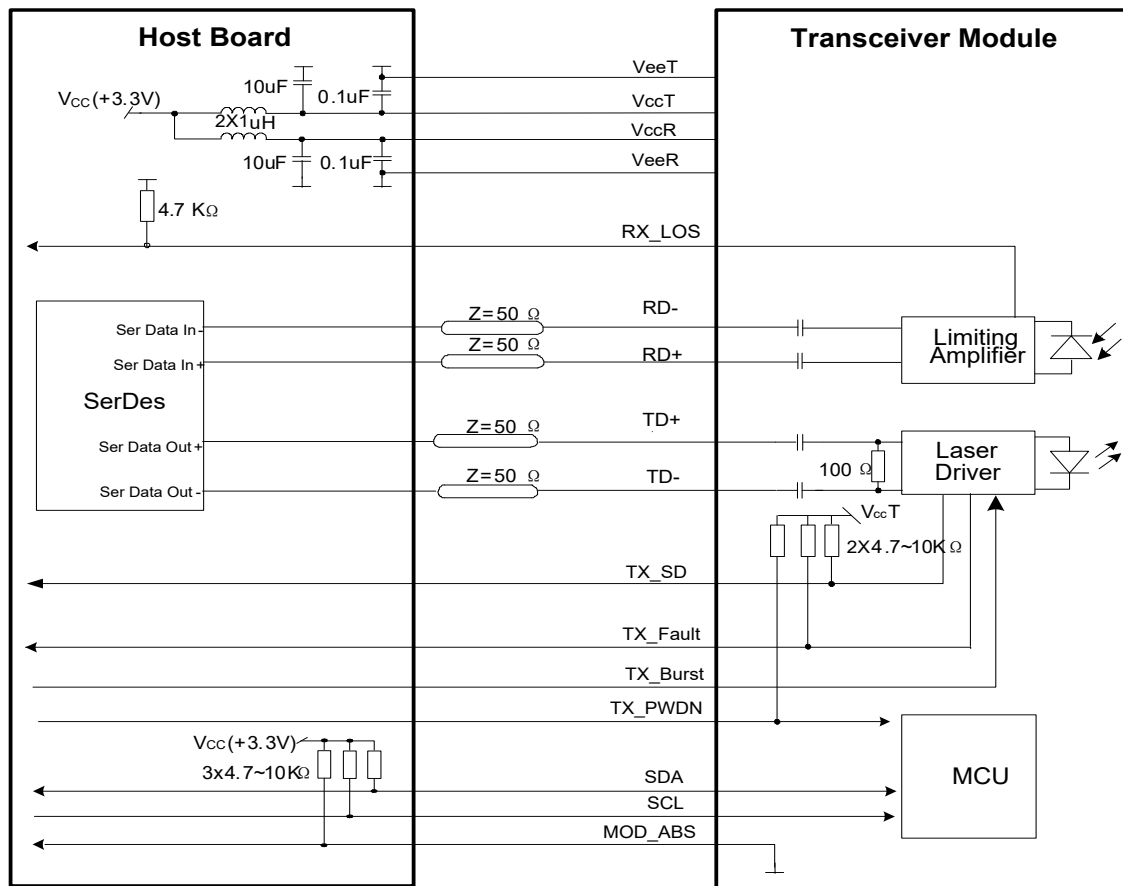 Host Board
Transceiver Module
VeeT
10uF
0.1uF
VCC(+3.3V)
VccT
2X1uH
VccR
10uF
0.1uF
VeeR
4.7 KΩ
RX_LOS
Z=50 Ω
RD-
Ser Data In-
Limiting
Amplifier
Z=50 Ω
RD+
Ser Data In+
SerDes
Z=50 Ω
TD+
Ser Data Out+
Laser
Driver
100 Ω
Z=50 Ω
TD-
Ser Data Out-
VccT
2X4.7~10KΩ
TX_SD
TX_Fault
TX_Burst
TX_PWDN
VCC(+3.3V)
3x4.7~10KΩ
SDA
MCU
SCL
MOD_ABS